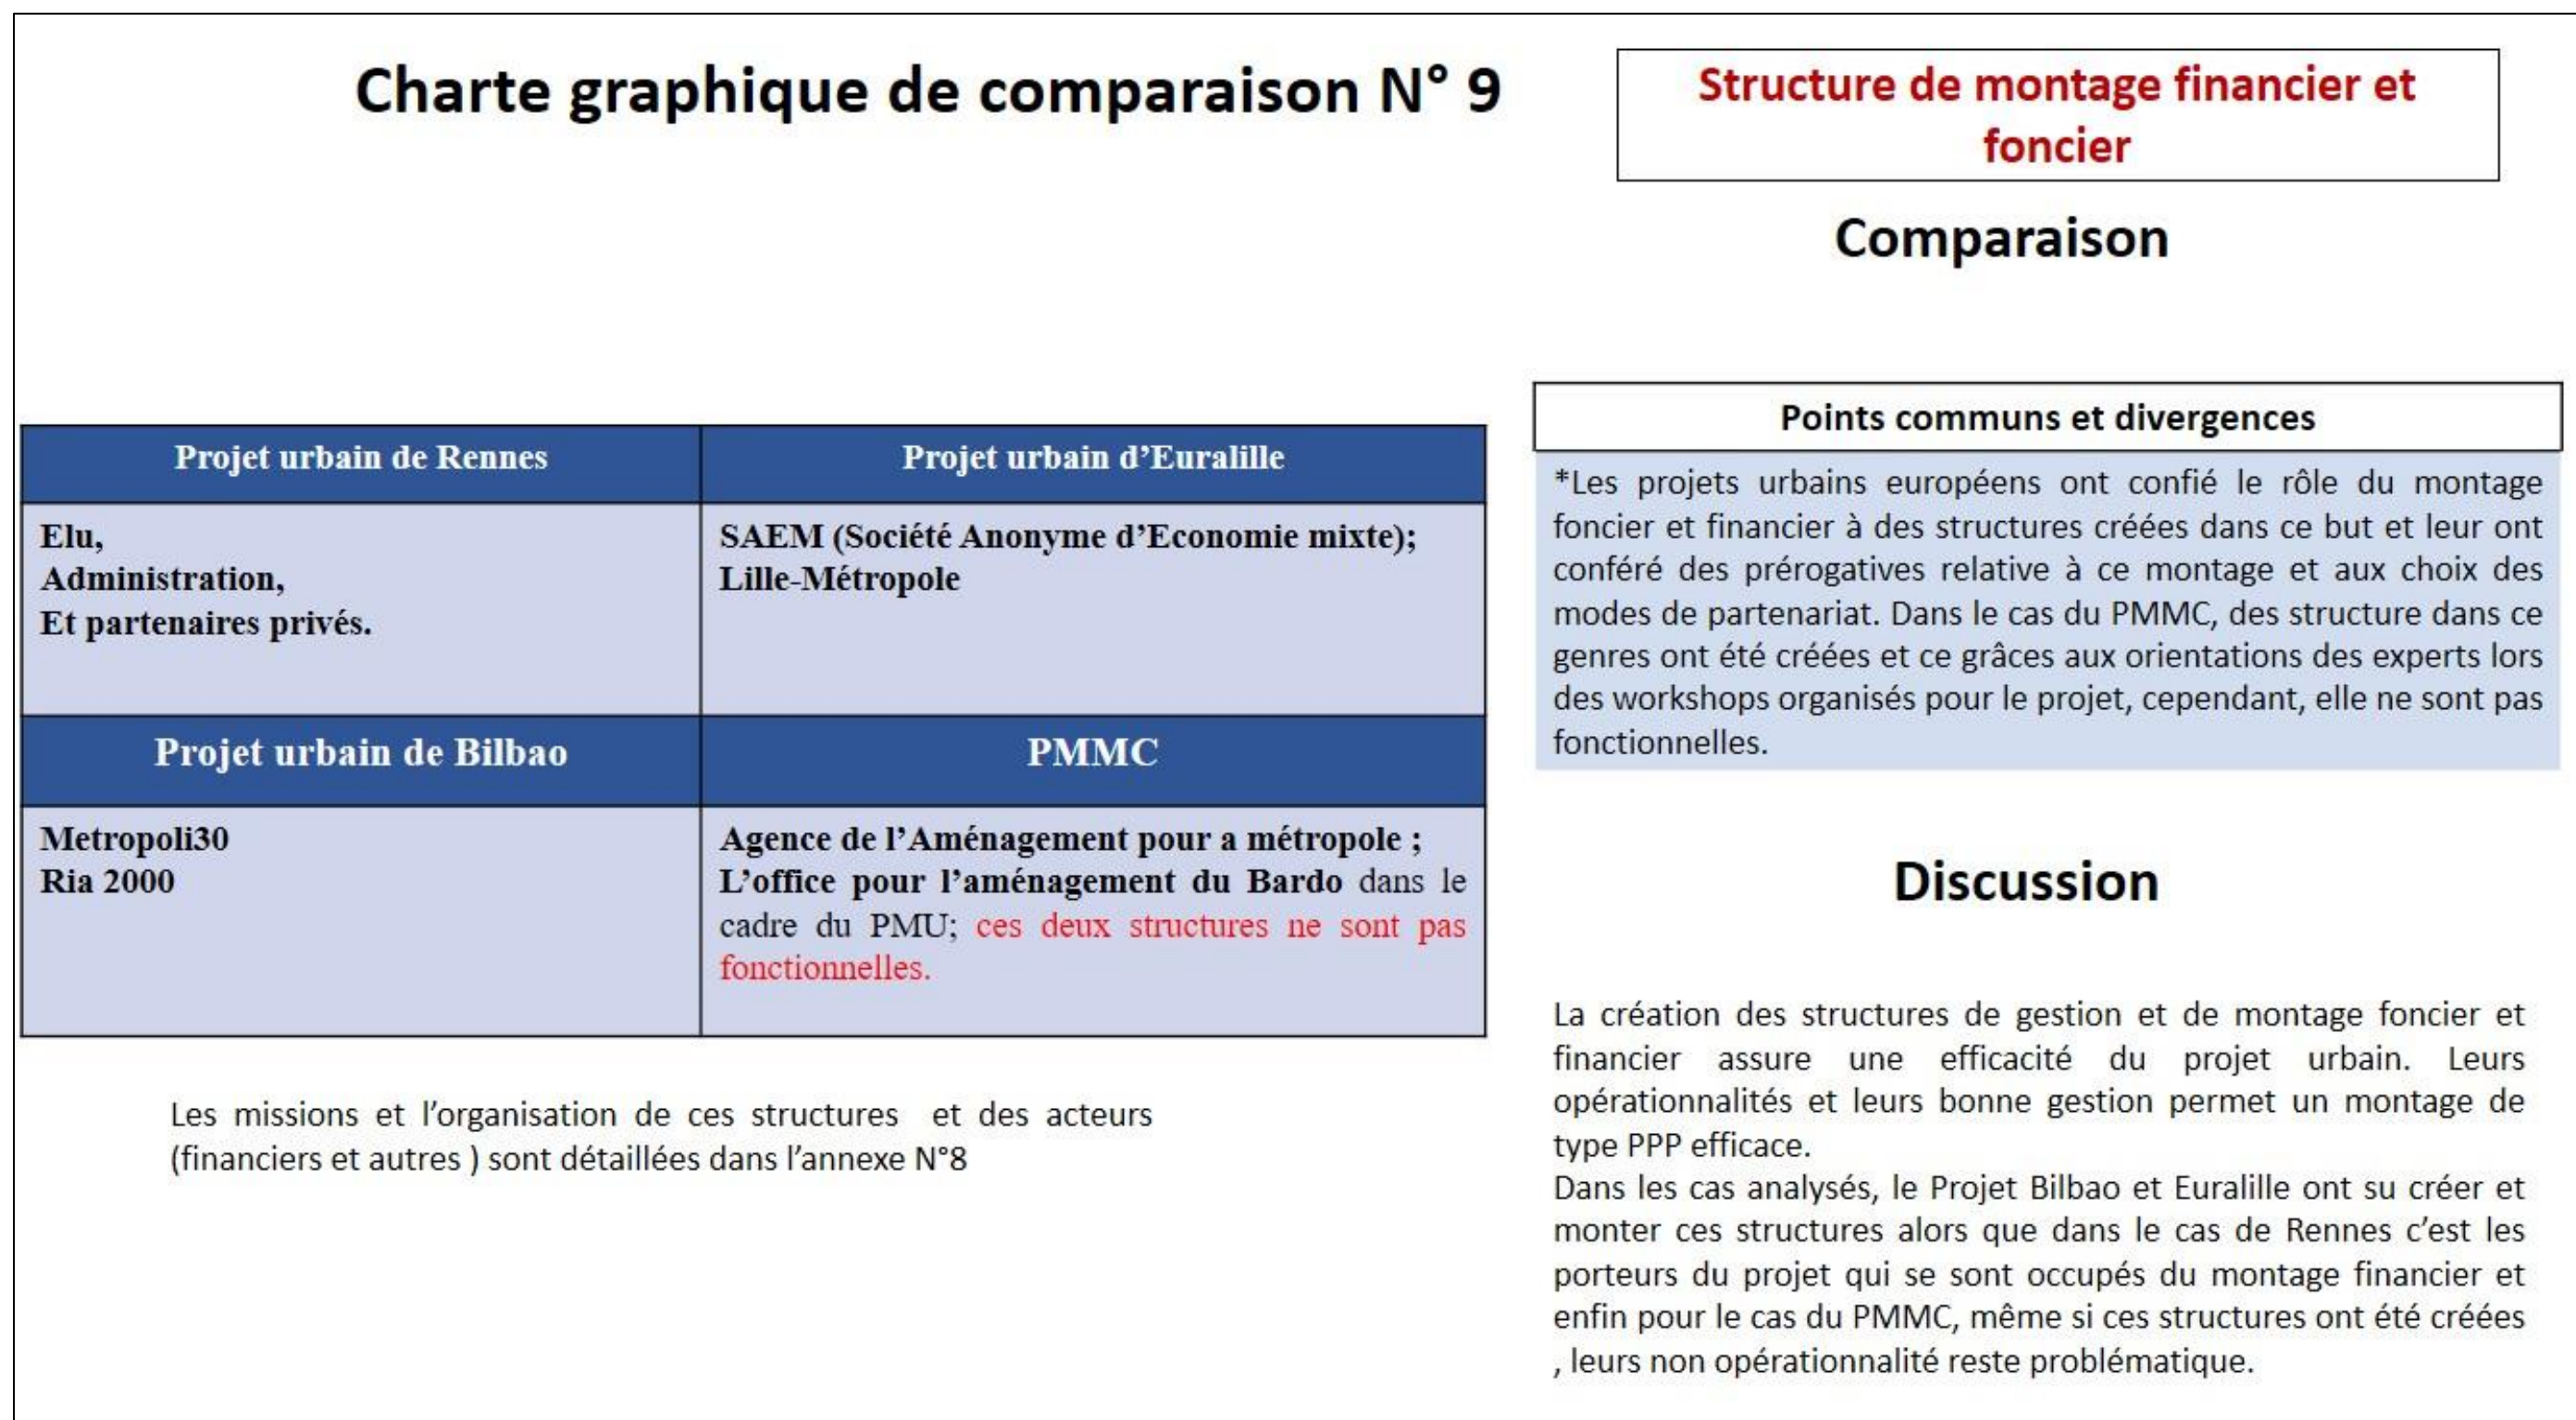 Charte graphique de comparaison N° 9
Structure de montage financier et
foncier
Comparaison
Projet urbain de Rennes
Projet urbain d'Euralille
Elu,
Administration,
Et partenaires privés.
SAEM (Société Anonyme d'Economie mixte);
Lille-Métropole
Projet urbain de Bilbao
PMMC
Metropoli30
Ria 2000
Agence de l'Aménagement pour a métropole ;
L'office pour l'aménagement du Bardo dans le
cadre du PMU; ces deux structures ne sont pas
fonctionnelles.
Les missions et l'organisation de ces structures et des acteurs
(financiers et autres ) sont détaillées dans l'annexe N°8
Points communs et divergences
*Les projets urbains européens ont confié le rôle du montage
foncier et financier à des structures créées dans ce but et leur ont
conféré des prérogatives relative à ce montage et aux choix des
modes de partenariat. Dans le cas du PMMC, des structure dans ce
genres ont été créées et ce grâces aux orientations des experts lors
des workshops organisés pour le projet, cependant, elle ne sont pas
fonctionnelles.
Discussion
La création des structures de gestion et de montage foncier et
financier assure une efficacité du projet urbain. Leurs
opérationnalités et leurs bonne gestion permet un montage de
type PPP efficace.
Dans les cas analysés, le Projet Bilbao et Euralille ont su créer et
monter ces structures alors que dans le cas de Rennes c'est les
porteurs du projet qui se sont occupés du montage financier et
enfin pour le cas du PMMC, même si ces structures ont été créées
, leurs non opérationnalité reste problématique.